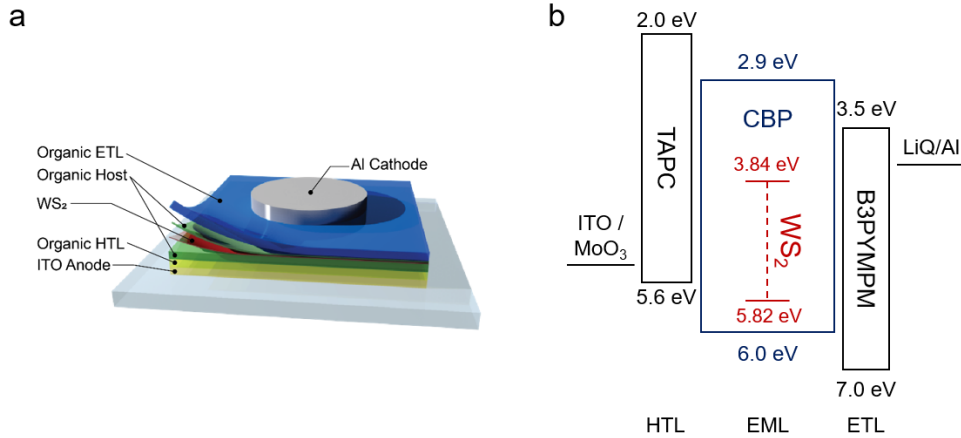 a
Organic ETL
Organic Host
WS₂
Organic HTL
ITO Anode
Al Cathode
b
2.0 eV
TAPC
5.6 eV
ITO /
MoO₃
2.9 eV
CBP
3.84 eV
WS₂
5.82 eV
6.0 eV
3.5 eV
B3PYMPM
7.0 eV
LiQ/Al
HTL
EML
ETL